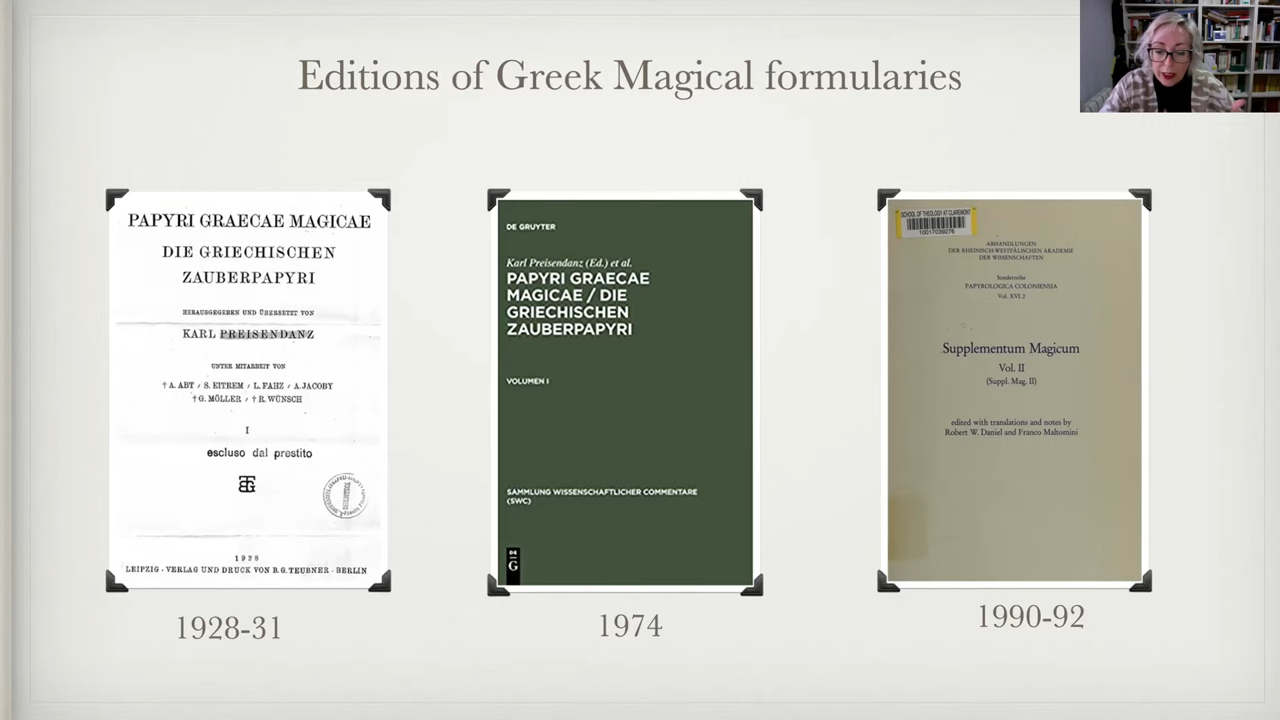 Editions of Greek Magical formularies
PAPYRI GRAECAE MAGICAE
DIE GRIECHISCHEN
ZAUBERPAPYRI
HERAUSGEGEBEN UND ÜBERSETZT VON
KARL PREISENDANZ
UNTER MITARBEIT VON
† A. ABT / S. EITREM / L. FAHZ / A. JACOBY
† G. MÖLLER / † R. WÜNSCH
I
escluso dal prestito
1928
LEIPZIG · VERLAG UND DRUCK VON B. G. TEUBNER · BERLIN
1928-31
DE GRUYTER
Karl Preisendanz (Ed.) et al.
PAPYRI GRAECAE
MAGICAE / DIE
GRIECHISCHEN
ZAUBERPAPYRI
VOLUMEN I
SAMMLUNG WISSENSCHAFTLICHER COMMENTARE
(SWC)
DE
G
1974
SCHOOL OF THEOLOGY AT CLAREMONT
10017039276
ABHANDLUNGEN
DER RHEINISCH-WESTFÄLISCHEN AKADEMIE
DER WISSENSCHAFTEN
Sonderreihe
PAPYROLOGICA COLONIENSIA
Vol. XVI.2
Supplementum Magicum
Vol. II
(Suppl. Mag. II)
edited with translations and notes by
Robert W. Daniel and Franco Maltomini
1990-92